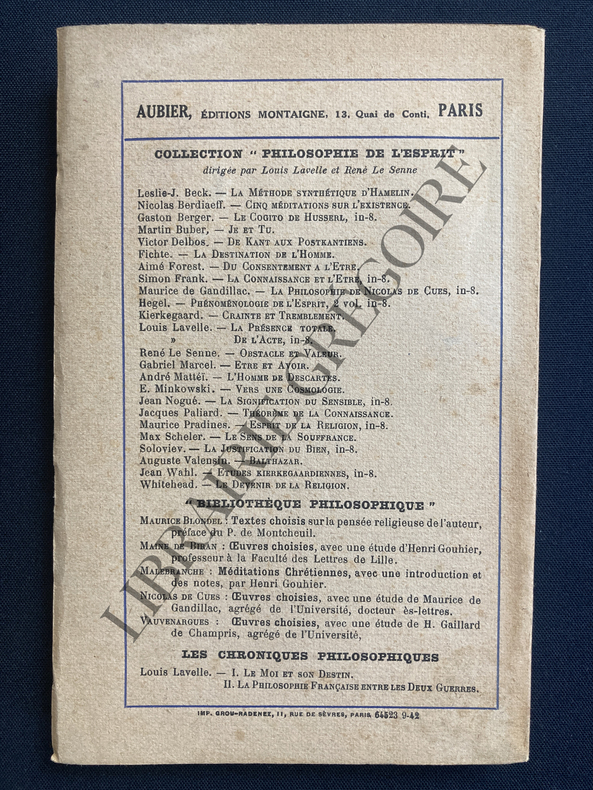 AUBIER, ÉDITIONS MONTAIGNE, 13, Quai de Conti, PARIS
COLLECTION " PHILOSOPHIE DE L'ESPRIT "
dirigée par Louis Lavelle et René Le Senne
Leslie-J. Beck. — LA MÉTHODE SYNTHÉTIQUE D'HAMELIN.
Nicolas Berdiaeff. — CINQ MÉDITATIONS SUR L'EXISTENCE.
Gaston Berger. — LE COGITO DE HUSSERL, in-8.
Martin Buber, — JE ET TU.
Victor Delbos. — DE KANT AUX POSTKANTIENS.
Fichte. — LA DESTINATION DE L'HOMME.
Aimé Forest. — DU CONSENTEMENT A L'ETRE.
Simon Frank. — LA CONNAISSANCE ET L'ETRE, in-8.
Maurice de Gandillac. — LA PHILOSOPHIE DE NICOLAS DE CUES, in-8.
Hegel. — PHÉNOMÉNOLOGIE DE L'ESPRIT, 2 vol. in-8.
Kierkegaard. — CRAINTE ET TREMBLEMENT.
Louis Lavelle. — LA PRÉSENCE TOTALE.
» DE L'ACTE, in-8.
René Le Senne. — OBSTACLE ET VALEUR.
Gabriel Marcel. — ETRE ET AVOIR.
André Mattéï. — L'HOMME DE DESCARTES.
E. Minkowski. — VERS UNE COSMOLOGIE.
Jean Nogué. — LA SIGNIFICATION DU SENSIBLE, in-8.
Jacques Paliard. — THÉORÈME DE LA CONNAISSANCE.
Maurice Pradines. — ESPRIT DE LA RELIGION, in-8.
Max Scheler. — LE SENS DE LA SOUFFRANCE.
Soloviev. — LA JUSTIFICATION DU BIEN, in-8.
Auguste Valensin. — BALTHAZAR.
Jean Wahl. — ETUDES KIERKEGAARDIENNES, in-8.
Whitehead. — LE DEVENIR DE LA RELIGION.
" BIBLIOTHÈQUE PHILOSOPHIQUE "
MAURICE BLONDEL : Textes choisis sur la pensée religieuse de l'auteur,
préface du P. de Montcheuil.
MAINE DE BIRAN : Œuvres choisies, avec une étude d'Henri Gouhier,
professeur à la Faculté des Lettres de Lille.
MALEBRANCHE : Méditations Chrétiennes, avec une introduction et
des notes, par Henri Gouhier.
NICOLAS DE CUES : Œuvres choisies, avec une étude de Maurice de
Gandillac, agrégé de l'Université, docteur ès-lettres.
VAUVENARGUES : Œuvres choisies, avec une étude de H. Gaillard
de Champris, agrégé de l'Université,
LES CHRONIQUES PHILOSOPHIQUES
Louis Lavelle. — I. LE MOI ET SON DESTIN.
II. LA PHILOSOPHIE FRANÇAISE ENTRE LES DEUX GUERRES.
IMP. GROU-RADENEZ, 11, RUE DE SÈVRES, PARIS 9-42
LIBRAIRIE GRÉGOIRE